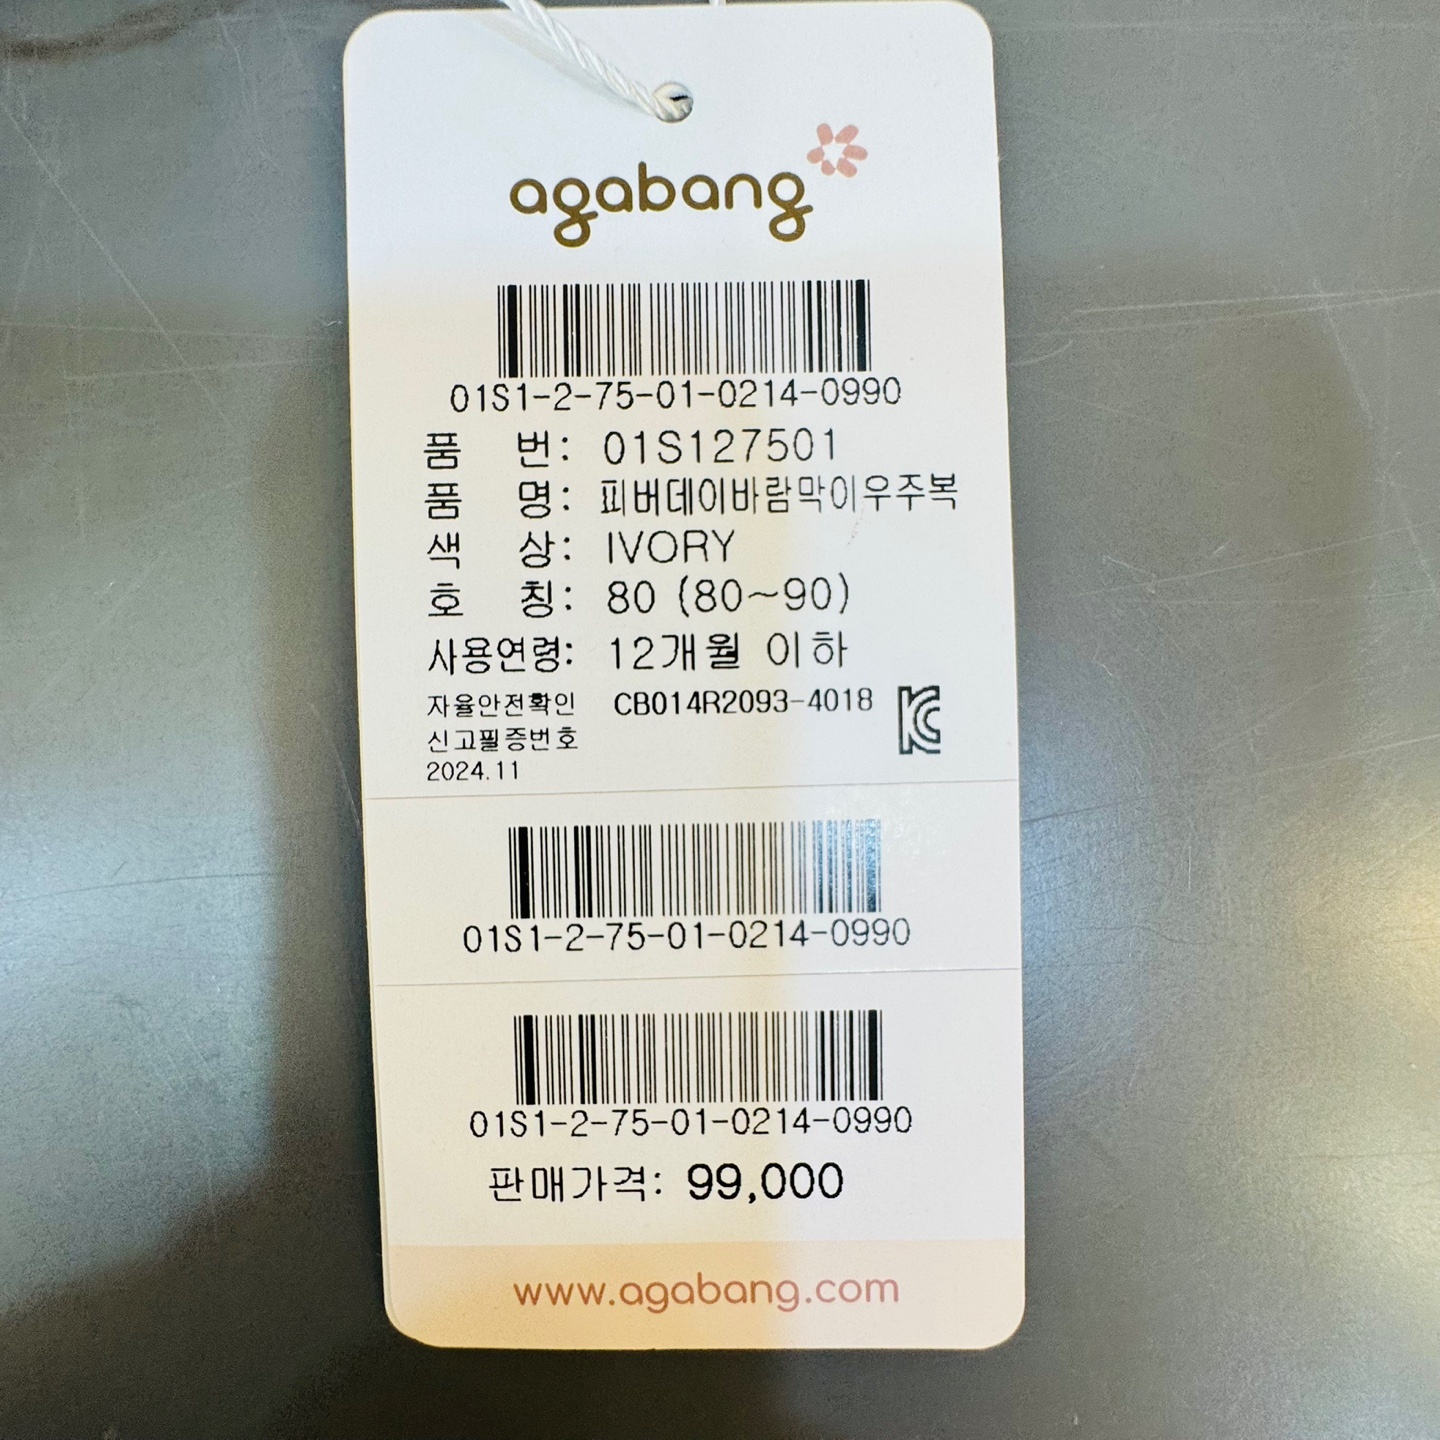 agabang
01S1-2-75-01-0214-0990
품 번: 01S127501
품 명: 피버데이바람막이우주복
색 상: IVORY
호 칭: 80 (80~90)
사용연령: 12개월 이하
자율안전확인 CB014R2093-4018
신고필증번호
2024.11
01S1-2-75-01-0214-0990
01S1-2-75-01-0214-0990
판매가격: 99,000
www.agabang.com